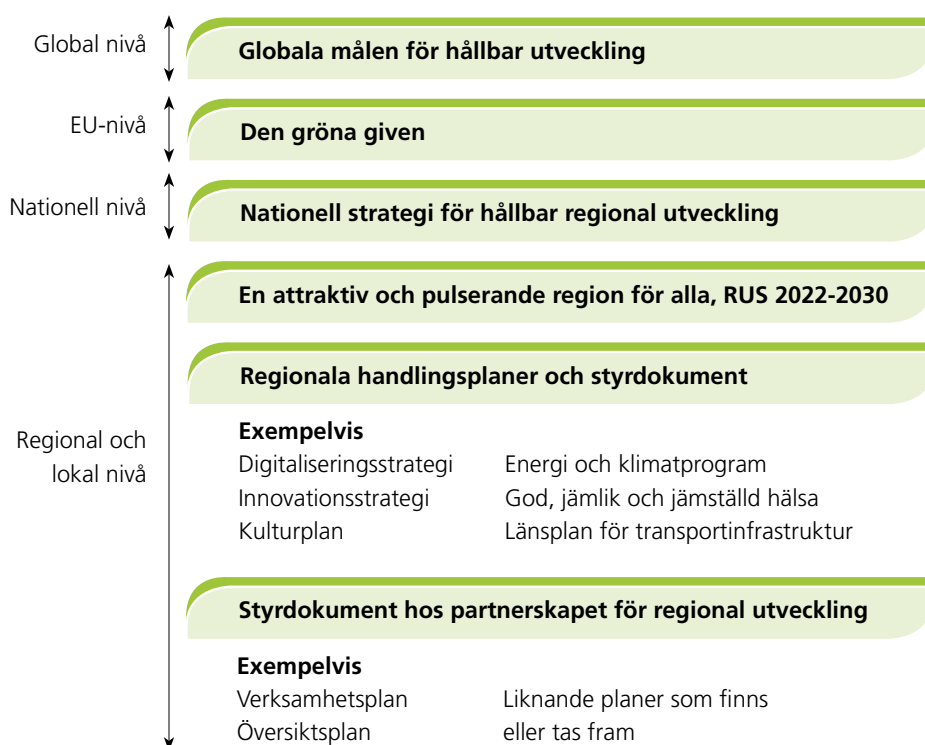 Global nivå
Globala målen för hållbar utveckling
EU-nivå
Den gröna given
Nationell nivå
Nationell strategi för hållbar regional utveckling
En attraktiv och pulserande region för alla, RUS 2022-2030
Regionala handlingsplaner och styrdokument
Regional och
lokal nivå
Exempelvis
Digitaliseringsstrategi
Energi och klimatprogram
Innovationsstrategi
God, jämlik och jämställd hälsa
Kulturplan
Länsplan för transportinfrastruktur
Styrdokument hos partnerskapet för regional utveckling
Exempelvis
Verksamhetsplan
Liknande planer som finns
Översiktsplan
eller tas fram